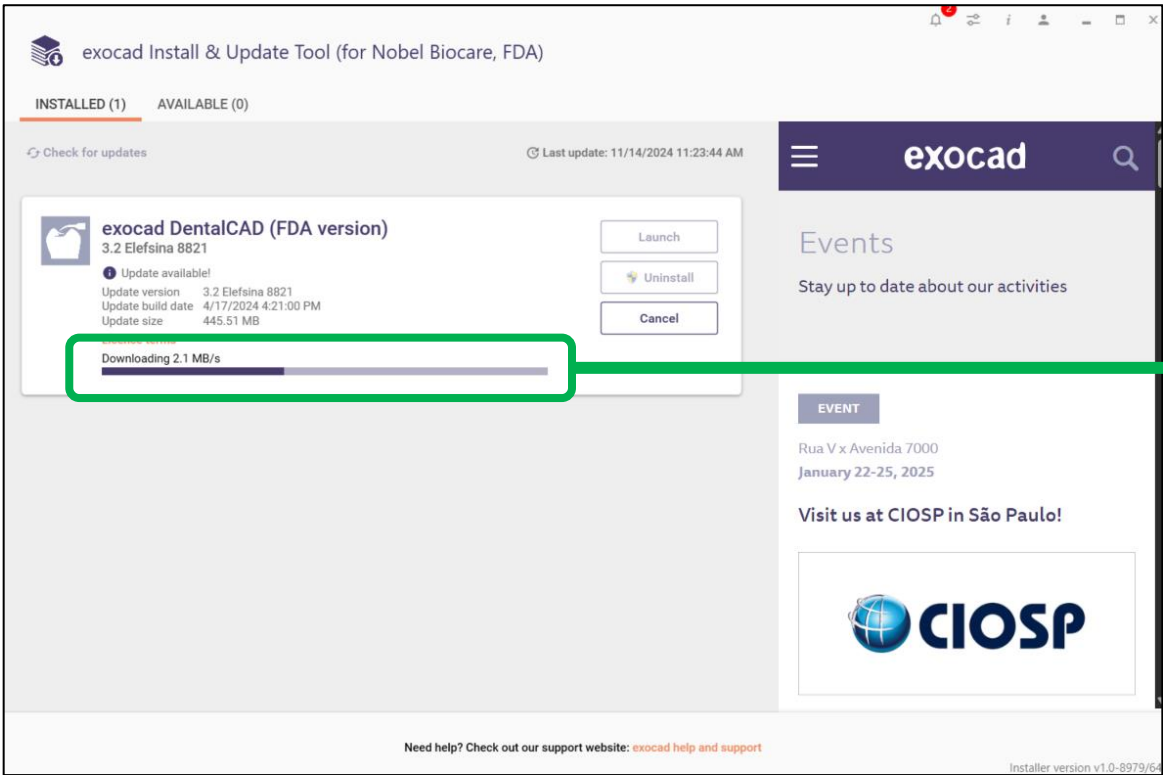 2
exocad Install & Update Tool (for Nobel Biocare, FDA)
INSTALLED (1) AVAILABLE (0)
Check for updates
Last update: 11/14/2024 11:23:44 AM
exocad DentalCAD (FDA version)
3.2 Elefsina 8821
Update available!
Update version 3.2 Elefsina 8821
Update build date 4/17/2024 4:21:00 PM
Update size 445.51 MB
Licence terms
Downloading 2.1 MB/s
Launch
Uninstall
Cancel
exocad
Events
Stay up to date about our activities
EVENT
Rua V x Avenida 7000
January 22-25, 2025
Visit us at CIOSP in São Paulo!
CIOSP
Need help? Check out our support website: exocad help and support
Installer version v1.0-8979/64